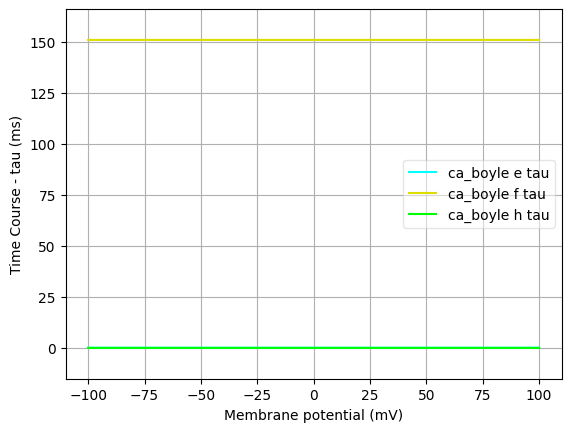 150
125
100
75
50
25
0
Time Course - tau (ms)
ca_boyle e tau
ca_boyle f tau
ca_boyle h tau
−100 −75 −50 −25 0 25 50 75 100
Membrane potential (mV)